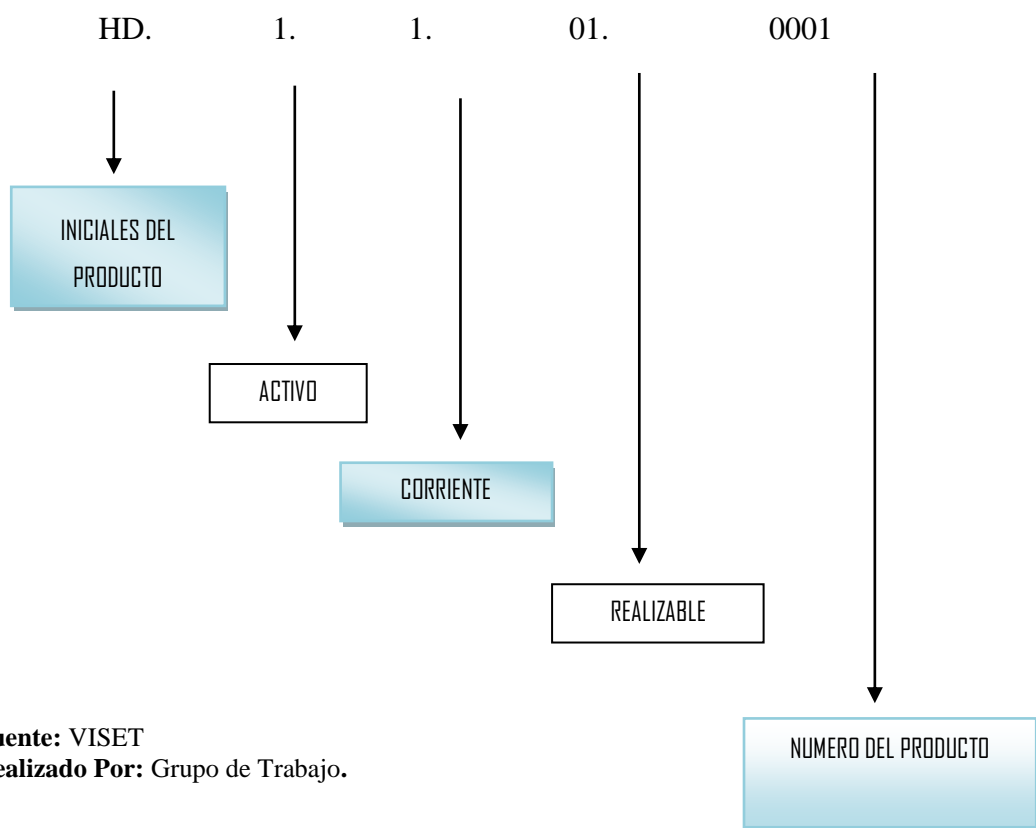 HD. 1. 1. 01. 0001
INICIALES DEL
PRODUCTO
ACTIVO
CORRIENTE
REALIZABLE
NUMERO DEL PRODUCTO
uente: VISET
ealizado Por: Grupo de Trabajo.